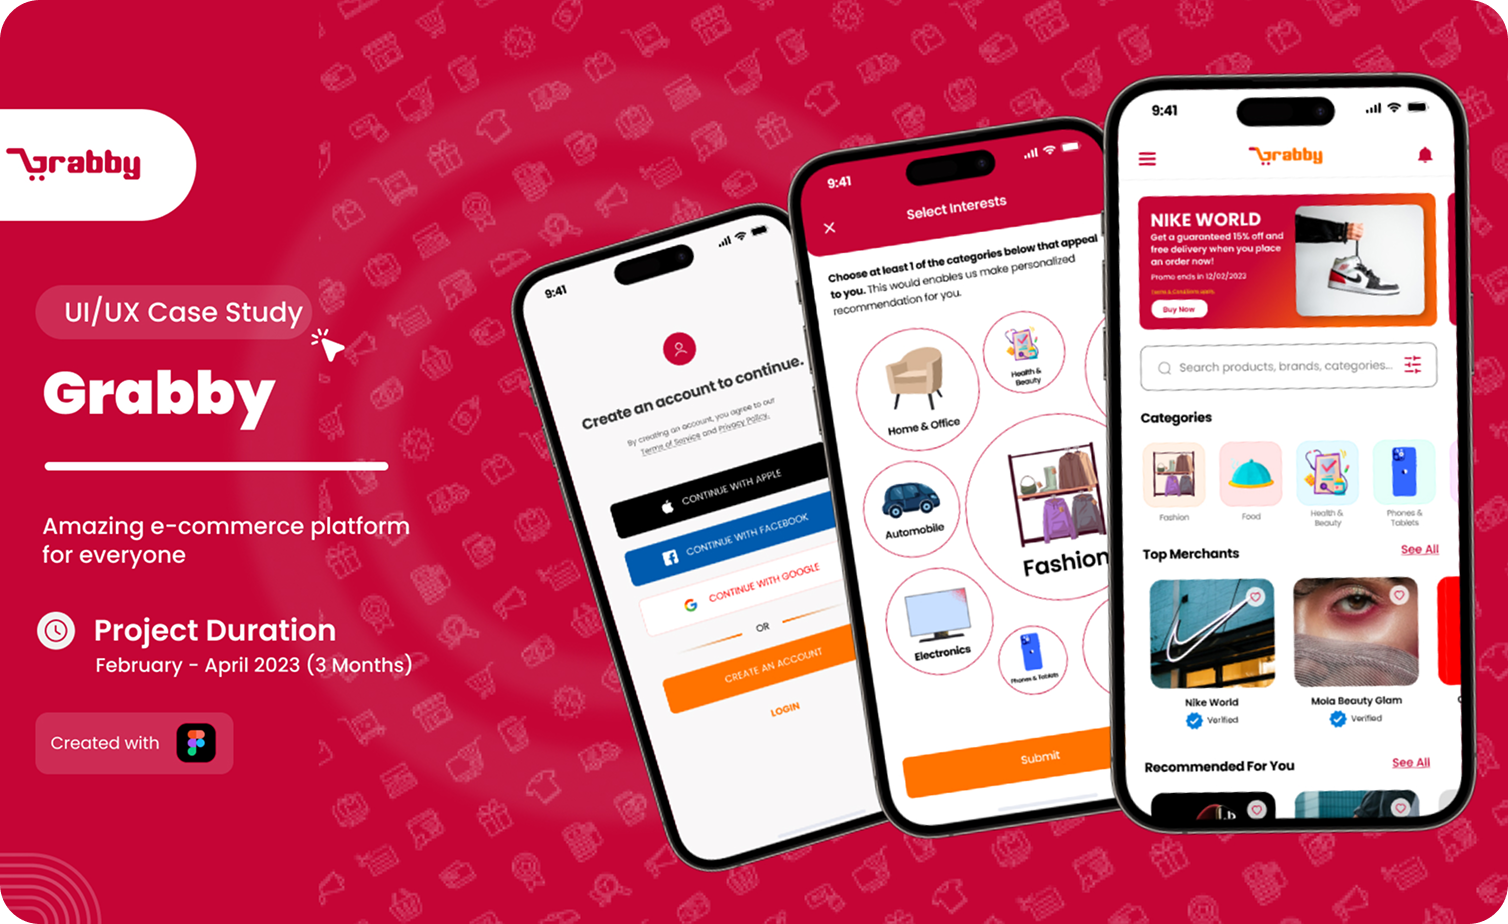 Grabby
UI/UX Case Study
Grabby
Amazing e-commerce platform
for everyone
Project Duration
February - April 2023 (3 Months)
Created with
9:41
Create an account to continue.
By creating an account, you agree to our
Terms of Service and Privacy Policy.
CONTINUE WITH APPLE
CONTINUE WITH FACEBOOK
CONTINUE WITH GOOGLE
OR
CREATE AN ACCOUNT
LOGIN
9:41
Select Interests
Choose at least 1 of the categories below that appeal
to you. This would enables us make personalized
recommendation for you.
Home & Office
Health &
Beauty
Automobile
Fashion
Electronics
Phones & Tablets
Submit
9:41
Grabby
NIKE WORLD
Get a guaranteed 15% off and
free delivery when you place
an order now!
Promo ends in 12/02/2023
Terms & Conditions apply.
Buy Now
Search products, brands, categories...
Categories
Fashion
Food
Health &
Beauty
Phones &
Tablets
Top Merchants
See All
Nike World
Verified
Mola Beauty Glam
Verified
Recommended For You
See All